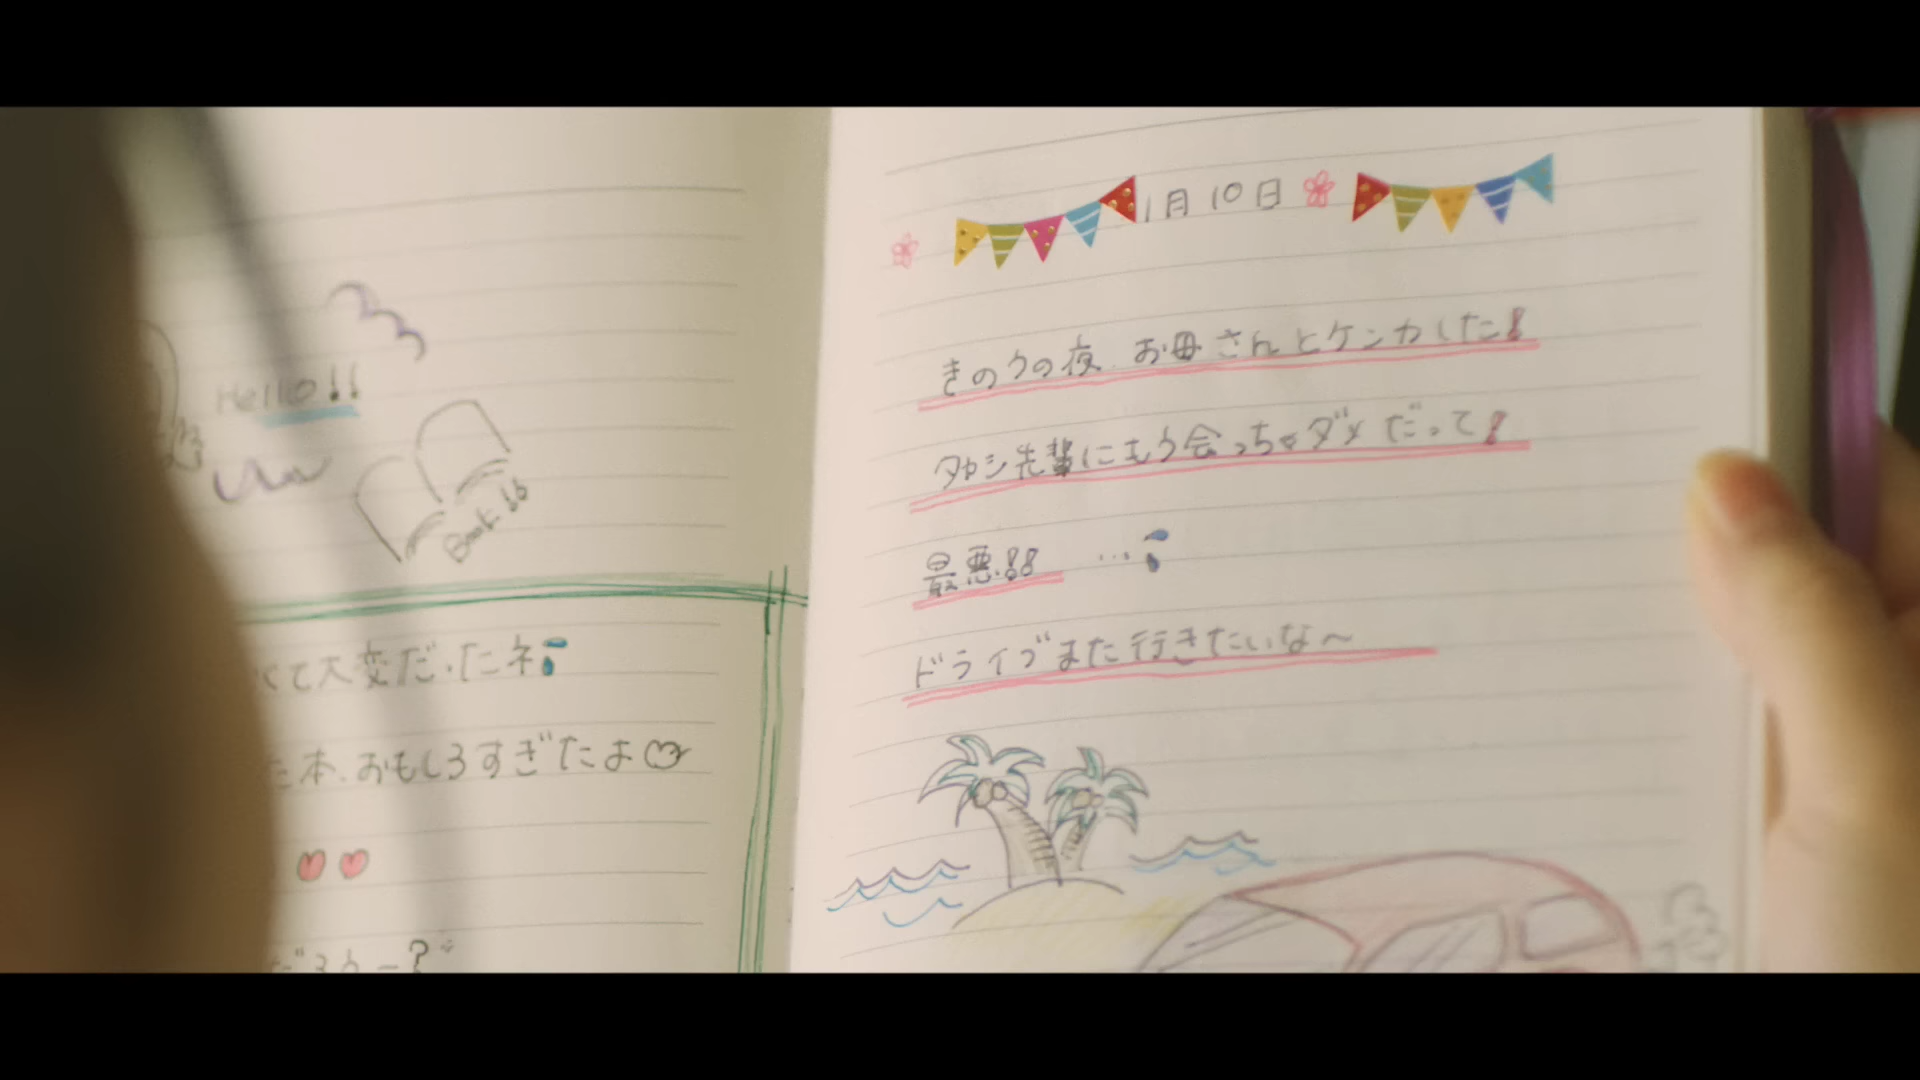 Hello!!
Book!!
くて大変だったネ
た本、おもしろすぎたよ
?
1月10日
きのうの夜、お母さんとケンカした!
タカシ先輩にもう会っちゃダメだって!
最悪!! ...
ドライブまた行きたいな〜